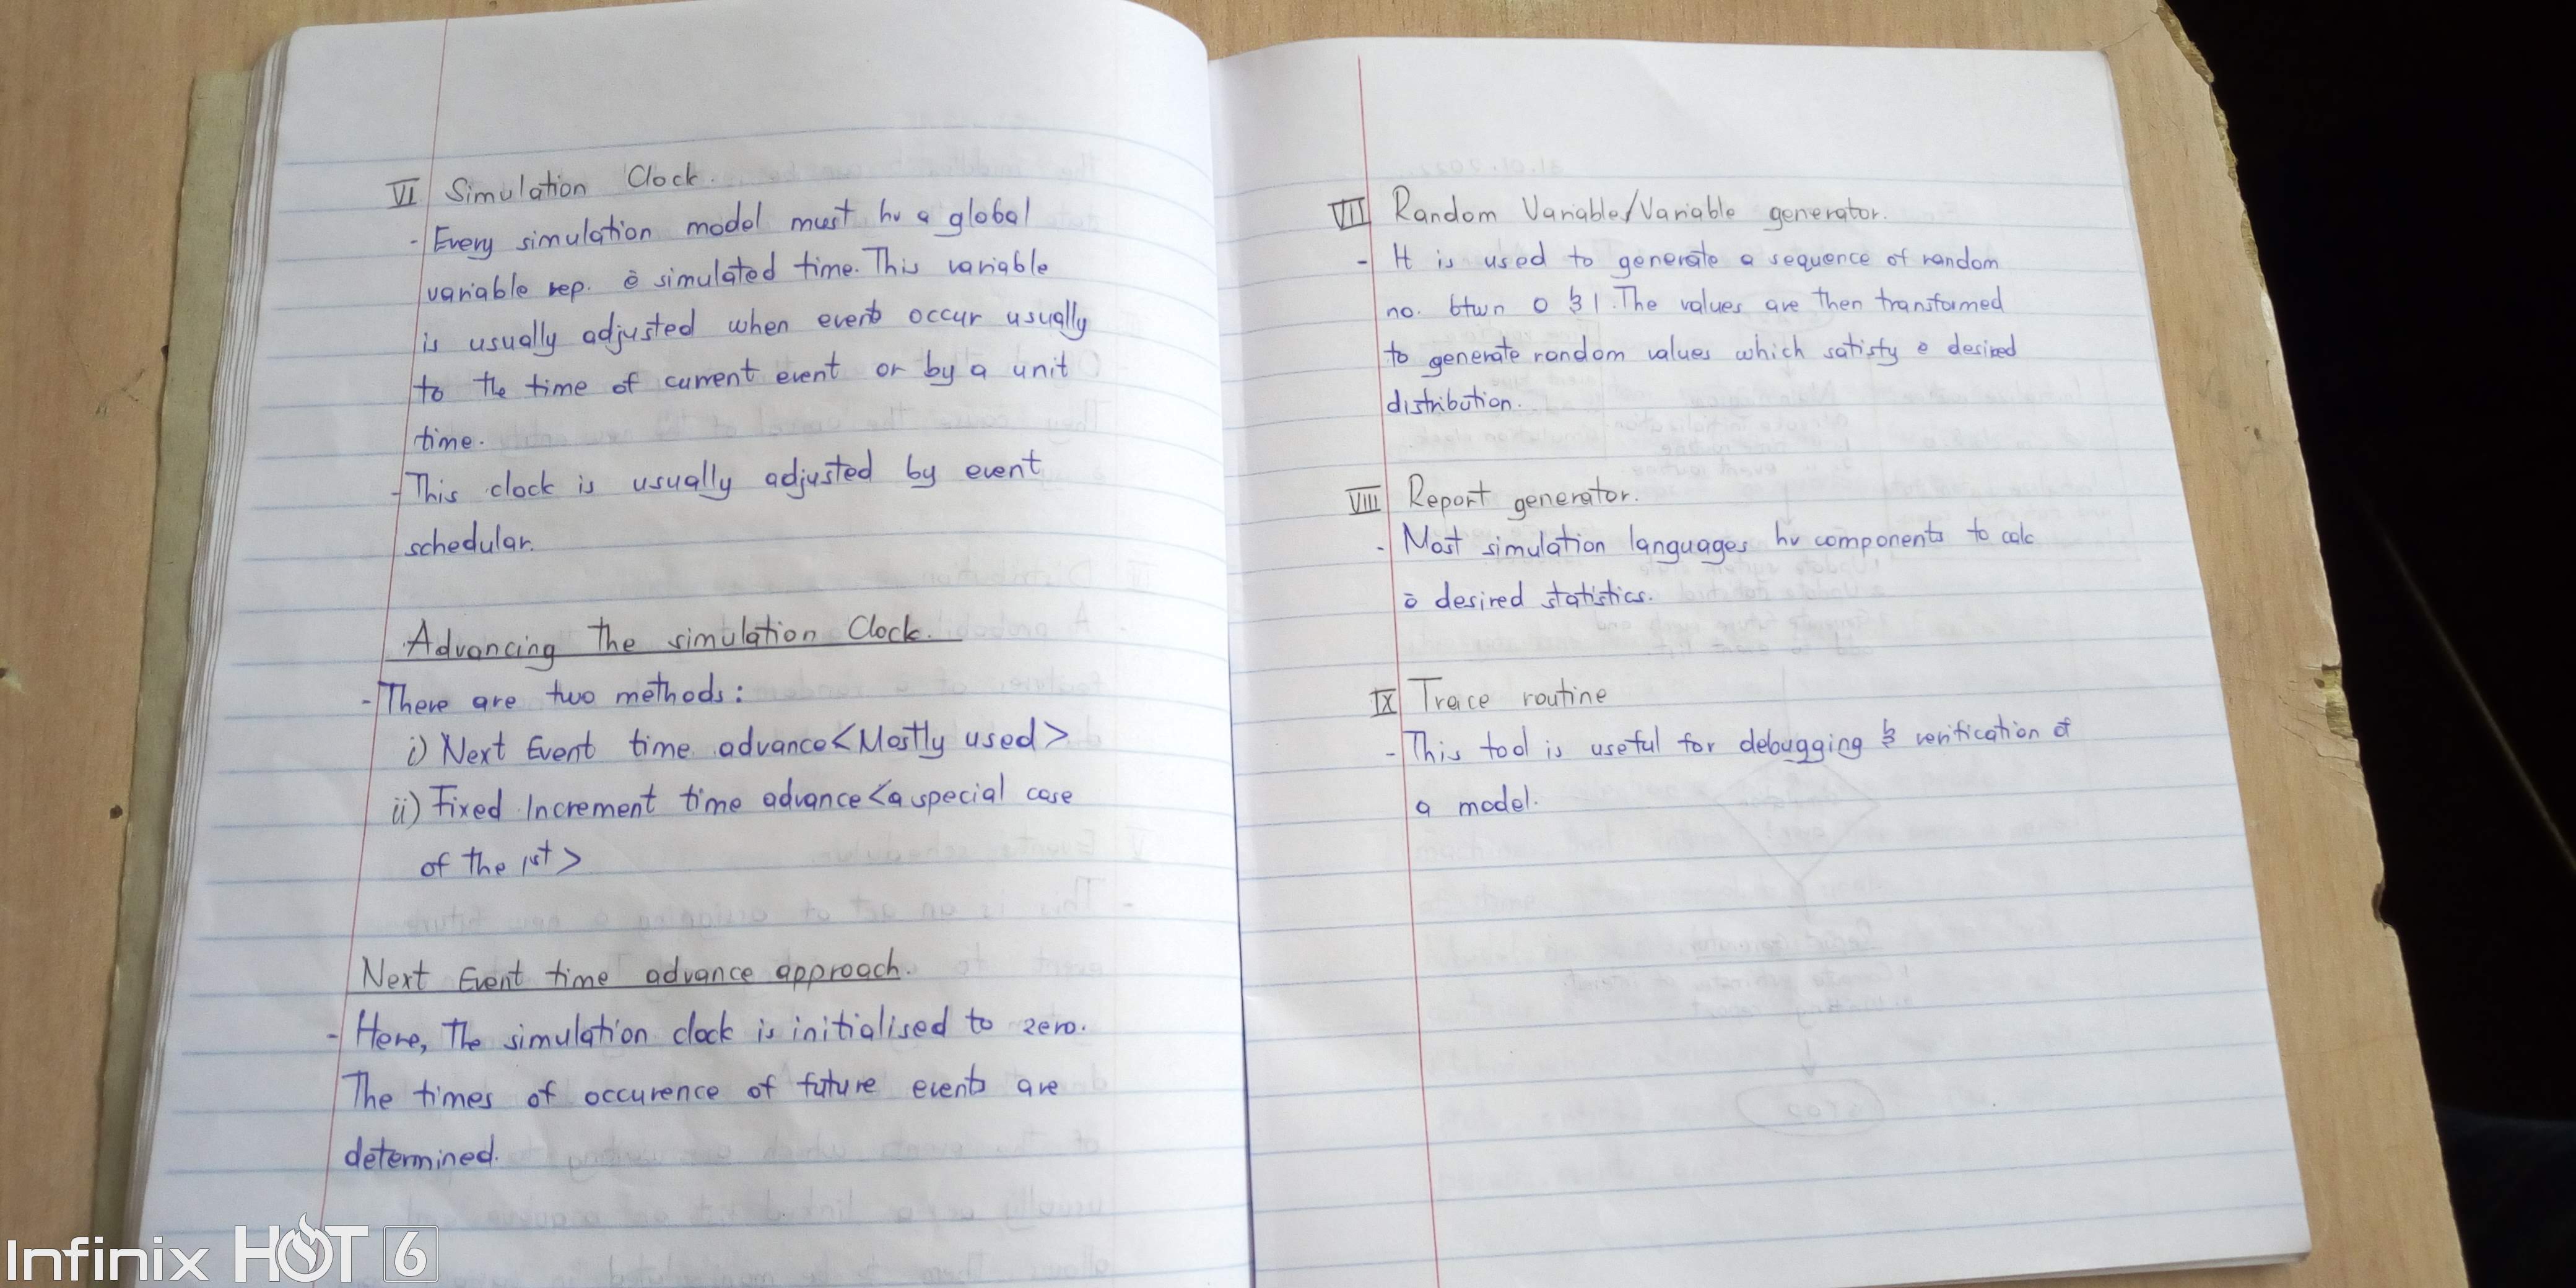 VI Simulation Clock.
- Every simulation model must hv a global
variable rep. ē simulated time. This variable
is usually adjusted when events occur usually
to the time of current event or by a unit
time.
- This clock is usually adjusted by event
schedular.
Advancing the simulation Clock.
- There are two methods:
i) Next Event time advance <Mostly used>
ii) Fixed Increment time advance <a special case
of the 1st>
Next Event time advance approach.
- Here, The simulation clock is initialised to zero.
The times of occurence of future events are
determined.
VII Random Variable/Variable generator.
- It is used to generate a sequence of random
no. btwn 0 & 1. The values are then transformed
to generate random values which satisfy e desired
distribution.
VIII Report generator.
- Most simulation languages hv components to calc
ē desired statistics.
IX Trace routine
- This tool is useful for debugging & verification of
a model.
Infinix HOT 6